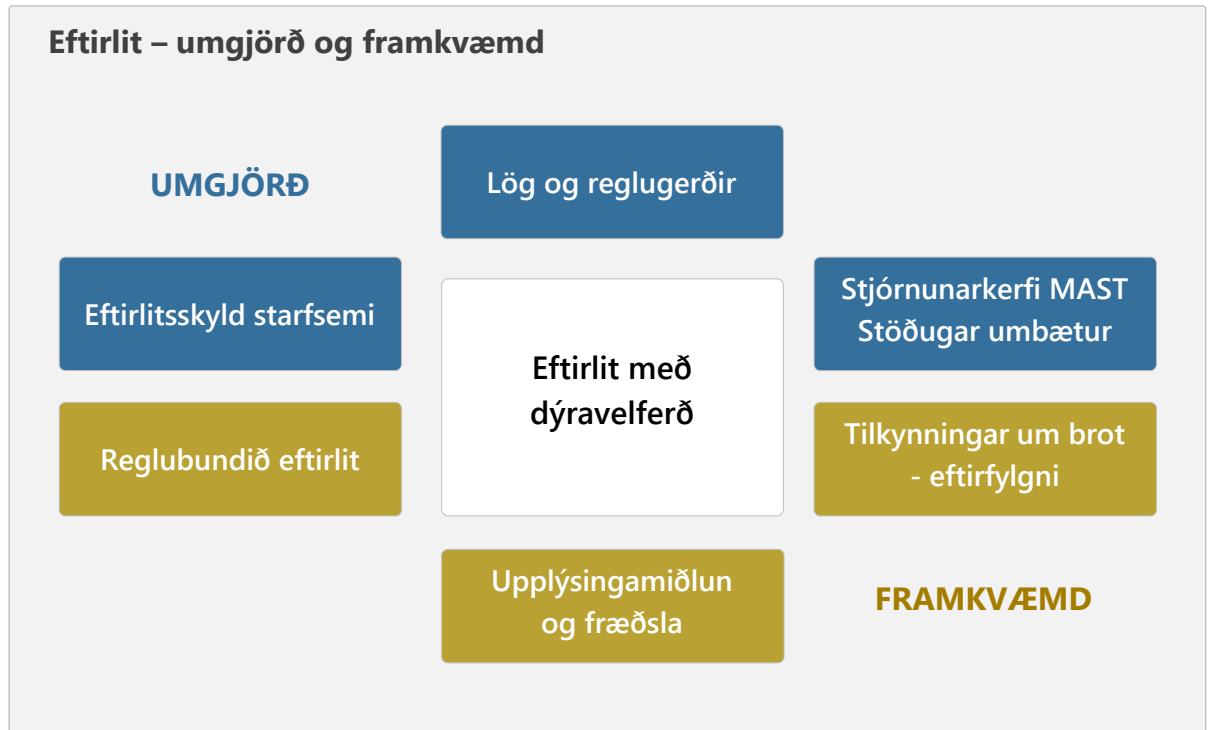 Eftirlit – umgjörð og framkvæmd
UMGJÖRÐ
Lög og reglugerðir
Eftirlitsskyld starfsemi
Stjórnunarkerfi MAST
Stöðugar umbætur
Eftirlit með
dýravelferð
Reglubundið eftirlit
Tilkynningar um brot
- eftirfylgni
Upplýsingamiðlun
og fræðsla
FRAMKVÆMD